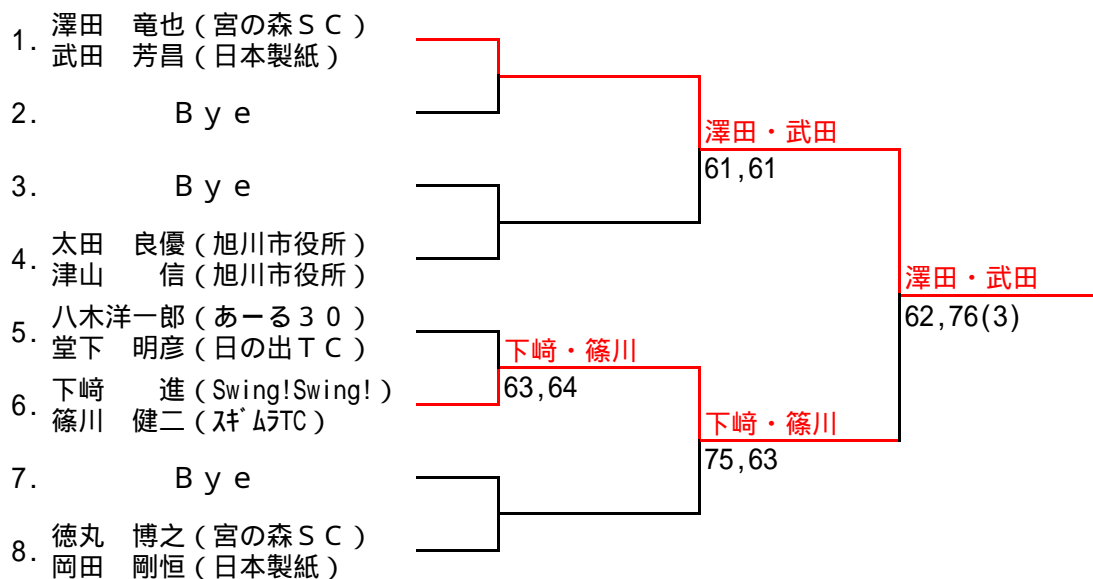 1. 澤田　竜也(宮の森ＳＣ)
武田　芳昌(日本製紙)
2. Ｂｙｅ
3. Ｂｙｅ
4. 太田　良優(旭川市役所)
津山　　信(旭川市役所)
5. 八木洋一郎(あーる３０)
堂下　明彦(日の出ＴＣ)
6. 下﨑　　進(Swing!Swing!)
篠川　健二(ｽｷﾞﾑﾗTC)
7. Ｂｙｅ
8. 徳丸　博之(宮の森ＳＣ)
岡田　剛恒(日本製紙)
下﨑・篠川
63,64
澤田・武田
61,61
下﨑・篠川
75,63
澤田・武田
62,76(3)